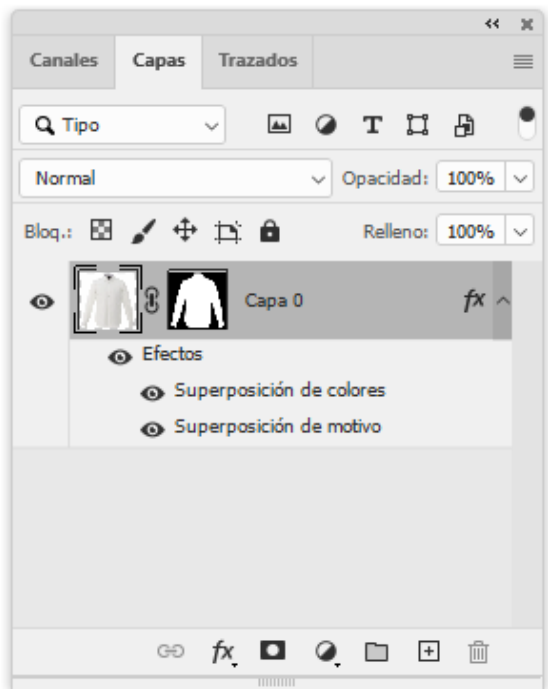 Canales Capas Trazados
Tipo T
Normal Opacidad: 100%
Bloq.: Relleno: 100%
Capa 0 fx
Efectos
Superposición de colores
Superposición de motivo
fx